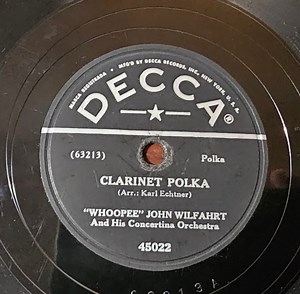 MARCA REGISTRADA • MF'D BY DECCA RECORDS, INC. NEW YORK, U. S. A.
DECCA®
(63213) Polka
CLARINET POLKA
(Arr.: Karl Echtner)
"WHOOPEE" JOHN WILFAHRT
And His Concertina Orchestra
45022